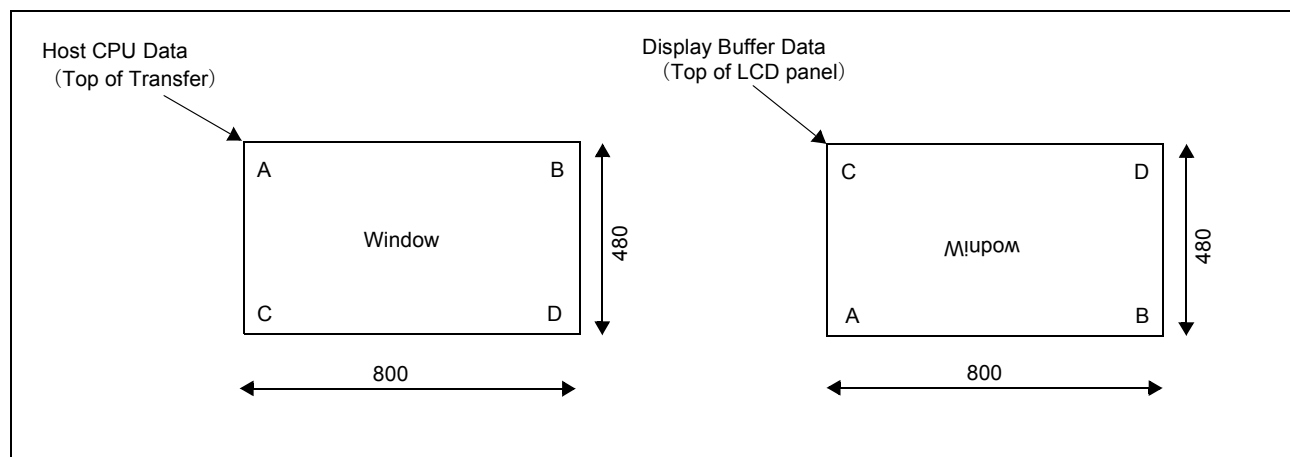 Host CPU Data
（Top of Transfer）
A B
Window
C D
480
800
Display Buffer Data
（Top of LCD panel）
C D
Window
A B
480
800